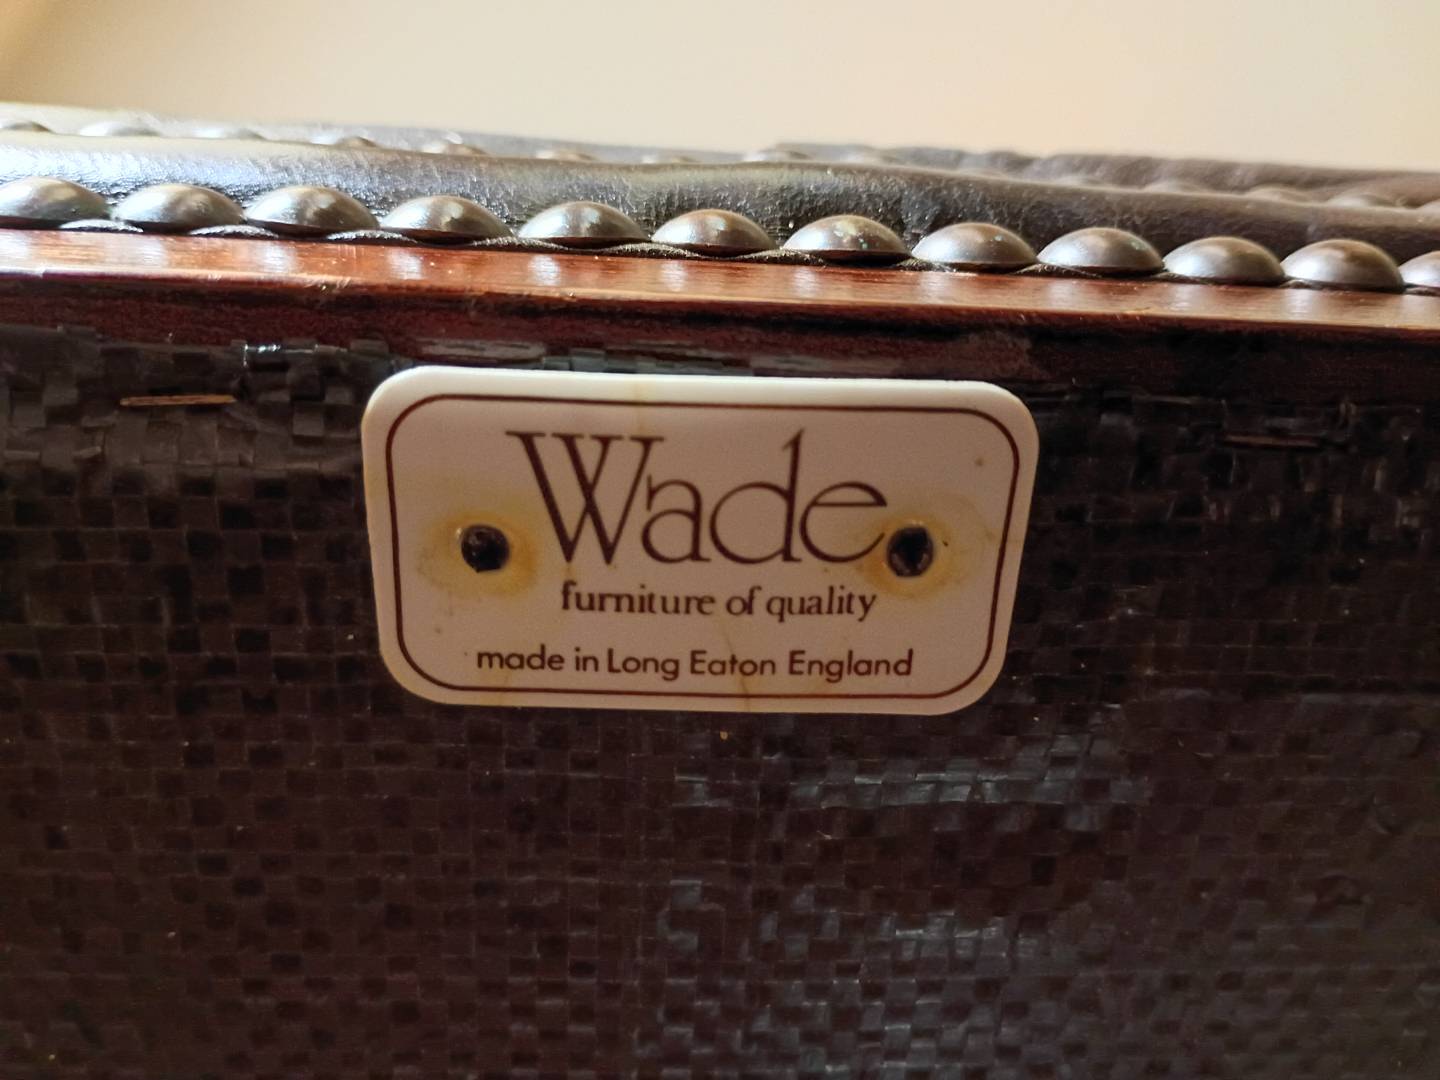 Wade
furniture of quality
made in Long Eaton England